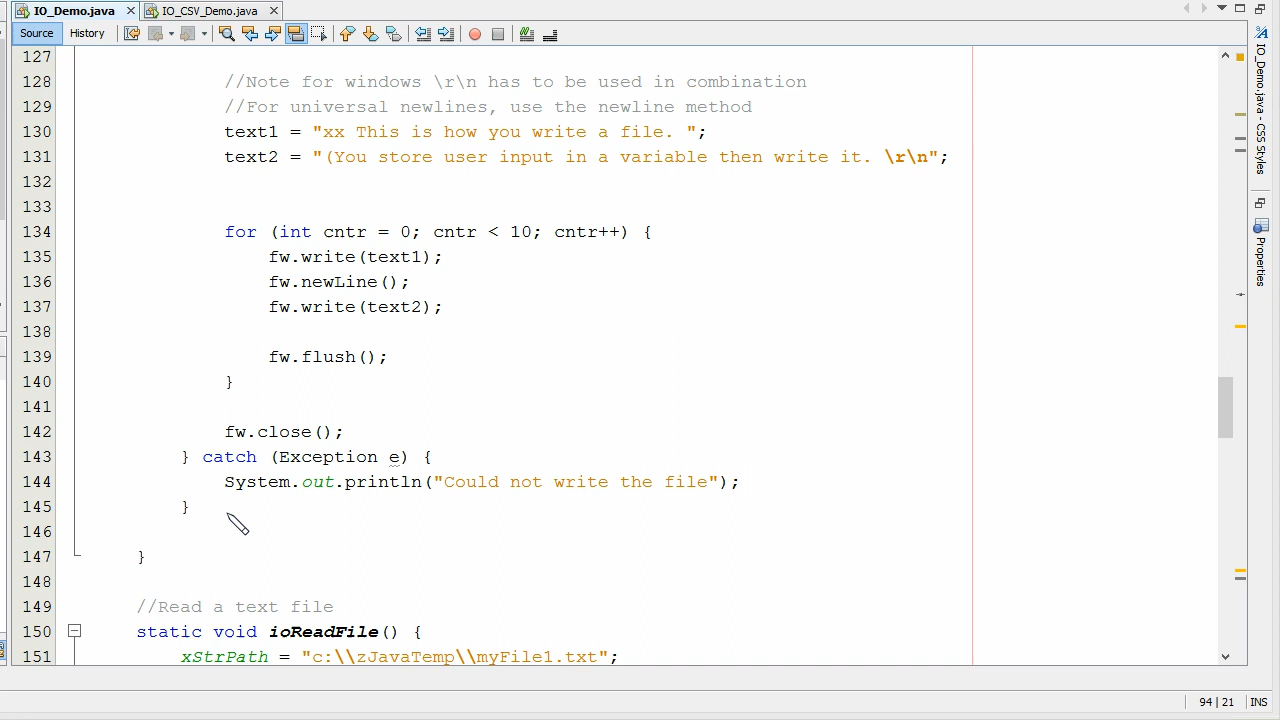 IO_Demo.java IO_CSV_Demo.java
Source History
127
128 //Note for windows \r\n has to be used in combination
129 //For universal newlines, use the newline method
130 text1 = "xx This is how you write a file. ";
131 text2 = "(You store user input in a variable then write it. \r\n";
132
133
134 for (int cntr = 0; cntr < 10; cntr++) {
135 fw.write(text1);
136 fw.newLine();
137 fw.write(text2);
138
139 fw.flush();
140 }
141
142 fw.close();
143 } catch (Exception e) {
144 System.out.println("Could not write the file");
145 }
146
147 }
148
149 //Read a text file
150 static void ioReadFile() {
151 xStrPath = "c:\\zJavaTemp\\myFile1.txt";
IO_Demo.java - CSS Styles
Properties
94 | 21 INS